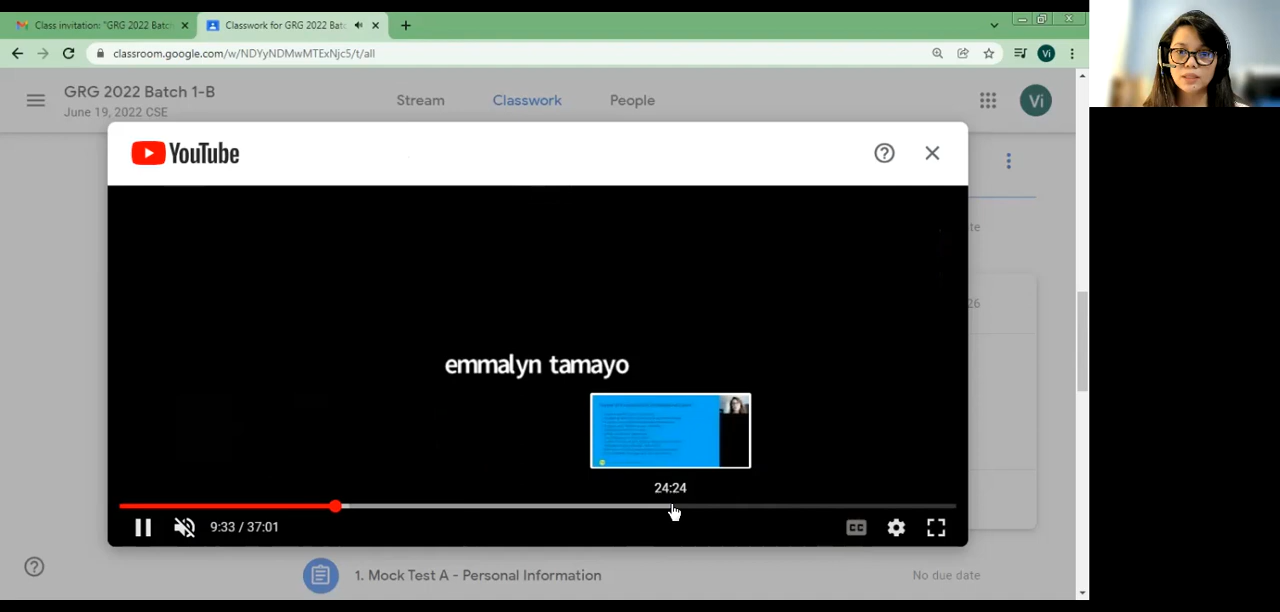 Class invitation: "GRG 2022 Batch
Classwork for GRG 2022 Batc
classroom.google.com/w/NDYyNDMwMTExNjc5/t/all
Vi
GRG 2022 Batch 1-B
June 19, 2022 CSE
Stream
Classwork
People
Vi
YouTube
emmalyn tamayo
24:24
9:33 / 37:01
CC
1. Mock Test A - Personal Information
No due date